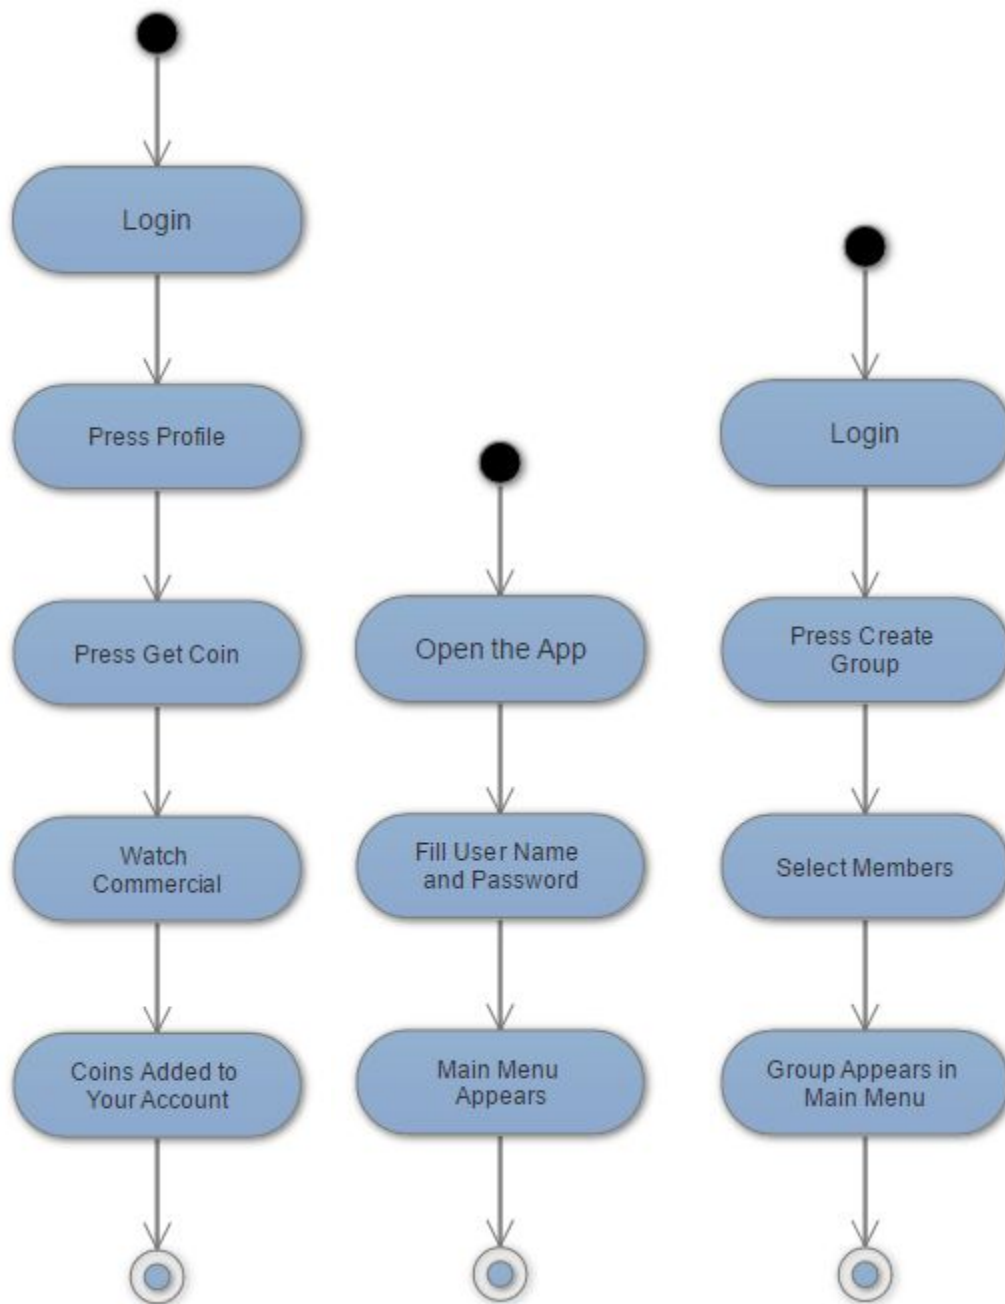 Login
Press Profile
Press Get Coin
Watch
Commercial
Coins Added to
Your Account
Open the App
Fill User Name
and Password
Main Menu
Appears
Login
Press Create
Group
Select Members
Group Appears in
Main Menu